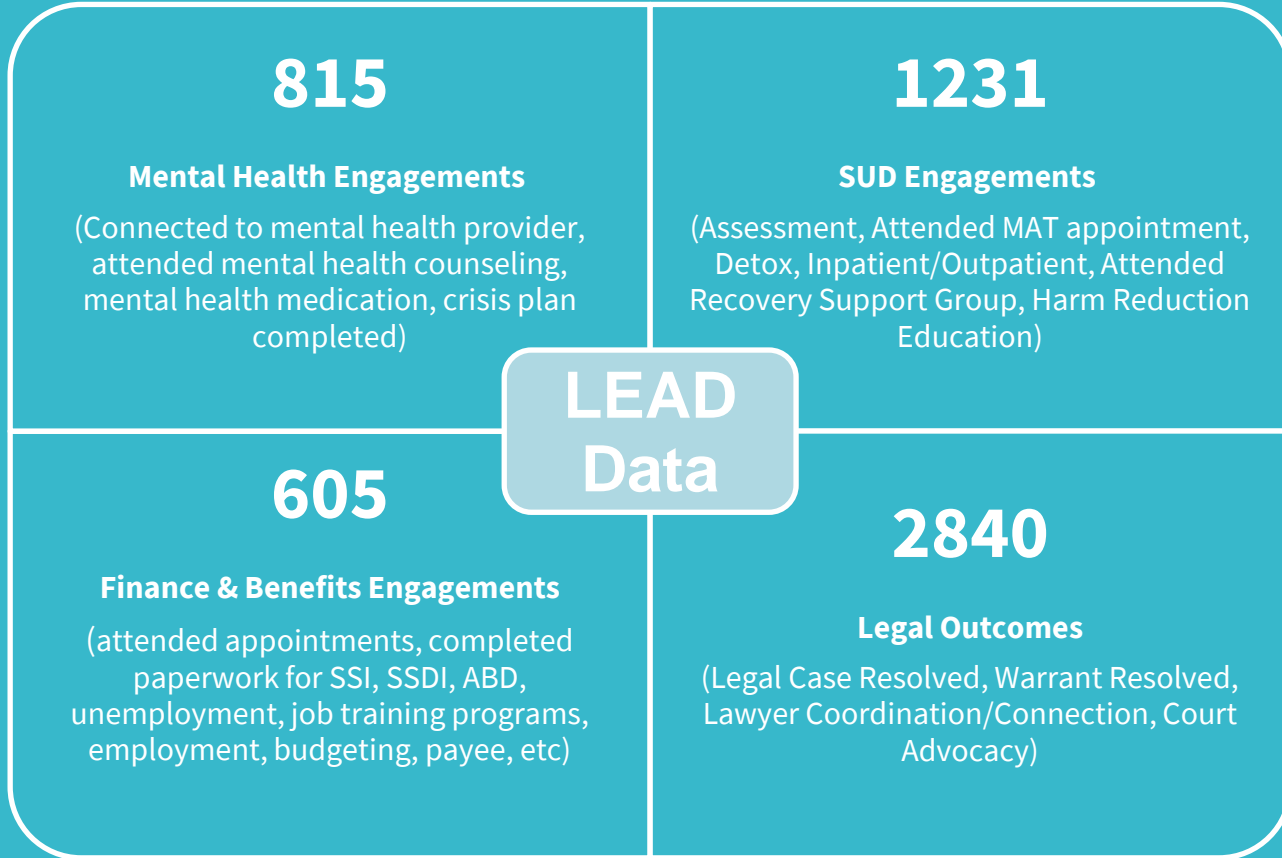 815
Mental Health Engagements
(Connected to mental health provider,
attended mental health counseling,
mental health medication, crisis plan
completed)
1231
SUD Engagements
(Assessment, Attended MAT appointment,
Detox, Inpatient/Outpatient, Attended
Recovery Support Group, Harm Reduction
Education)
LEAD
Data
605
Finance & Benefits Engagements
(attended appointments, completed
paperwork for SSI, SSDI, ABD,
unemployment, job training programs,
employment, budgeting, payee, etc)
2840
Legal Outcomes
(Legal Case Resolved, Warrant Resolved,
Lawyer Coordination/Connection, Court
Advocacy)